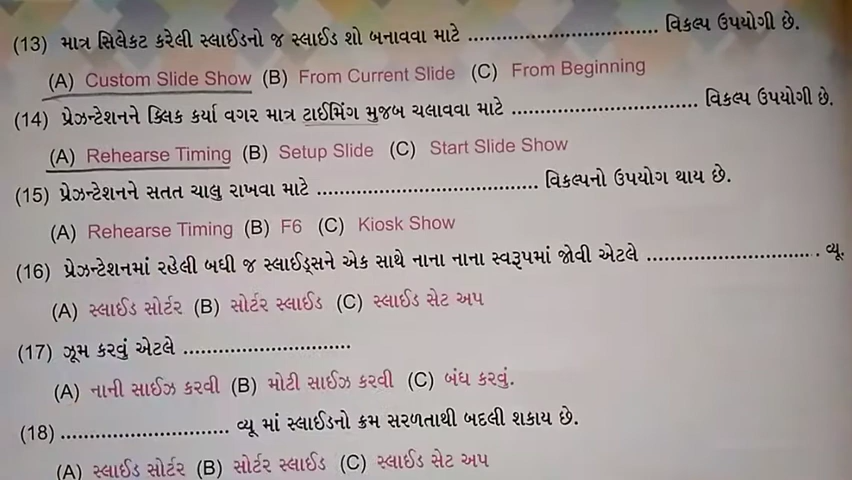 (13) માત્ર સિલેક્ટ કરેલી સ્લાઈડનો જ સ્લાઈડ શો બનાવવા માટે ................................ વિકલ્પ ઉપયોગી છે.
(A) Custom Slide Show (B) From Current Slide (C) From Beginning
(14) પ્રેઝન્ટેશનને ક્લિક કર્યા વગર માત્ર ટાઈમિંગ મુજબ ચલાવવા માટે ................................ વિકલ્પ ઉપયોગી છે.
(A) Rehearse Timing (B) Setup Slide (C) Start Slide Show
(15) પ્રેઝન્ટેશનને સતત ચાલુ રાખવા માટે ...................................... વિકલ્પનો ઉપયોગ થાય છે.
(A) Rehearse Timing (B) F6 (C) Kiosk Show
(16) પ્રેઝન્ટેશનમાં રહેલી બધી જ સ્લાઈડ્સને એક સાથે નાના નાના સ્વરૂપમાં જોવી એટલે .............................. વ્યૂ.
(A) સ્લાઈડ સોર્ટર (B) સોર્ટર સ્લાઈડ (C) સ્લાઈડ સેટ અપ
(17) ઝૂમ કરવું એટલે .............................
(A) નાની સાઈઝ કરવી (B) મોટી સાઈઝ કરવી (C) બંધ કરવું.
(18) ............................. વ્યૂ માં સ્લાઈડનો ક્રમ સરળતાથી બદલી શકાય છે.
(A) સ્લાઈડ સોર્ટર (B) સોર્ટર સ્લાઈડ (C) સ્લાઈડ સેટ અપ